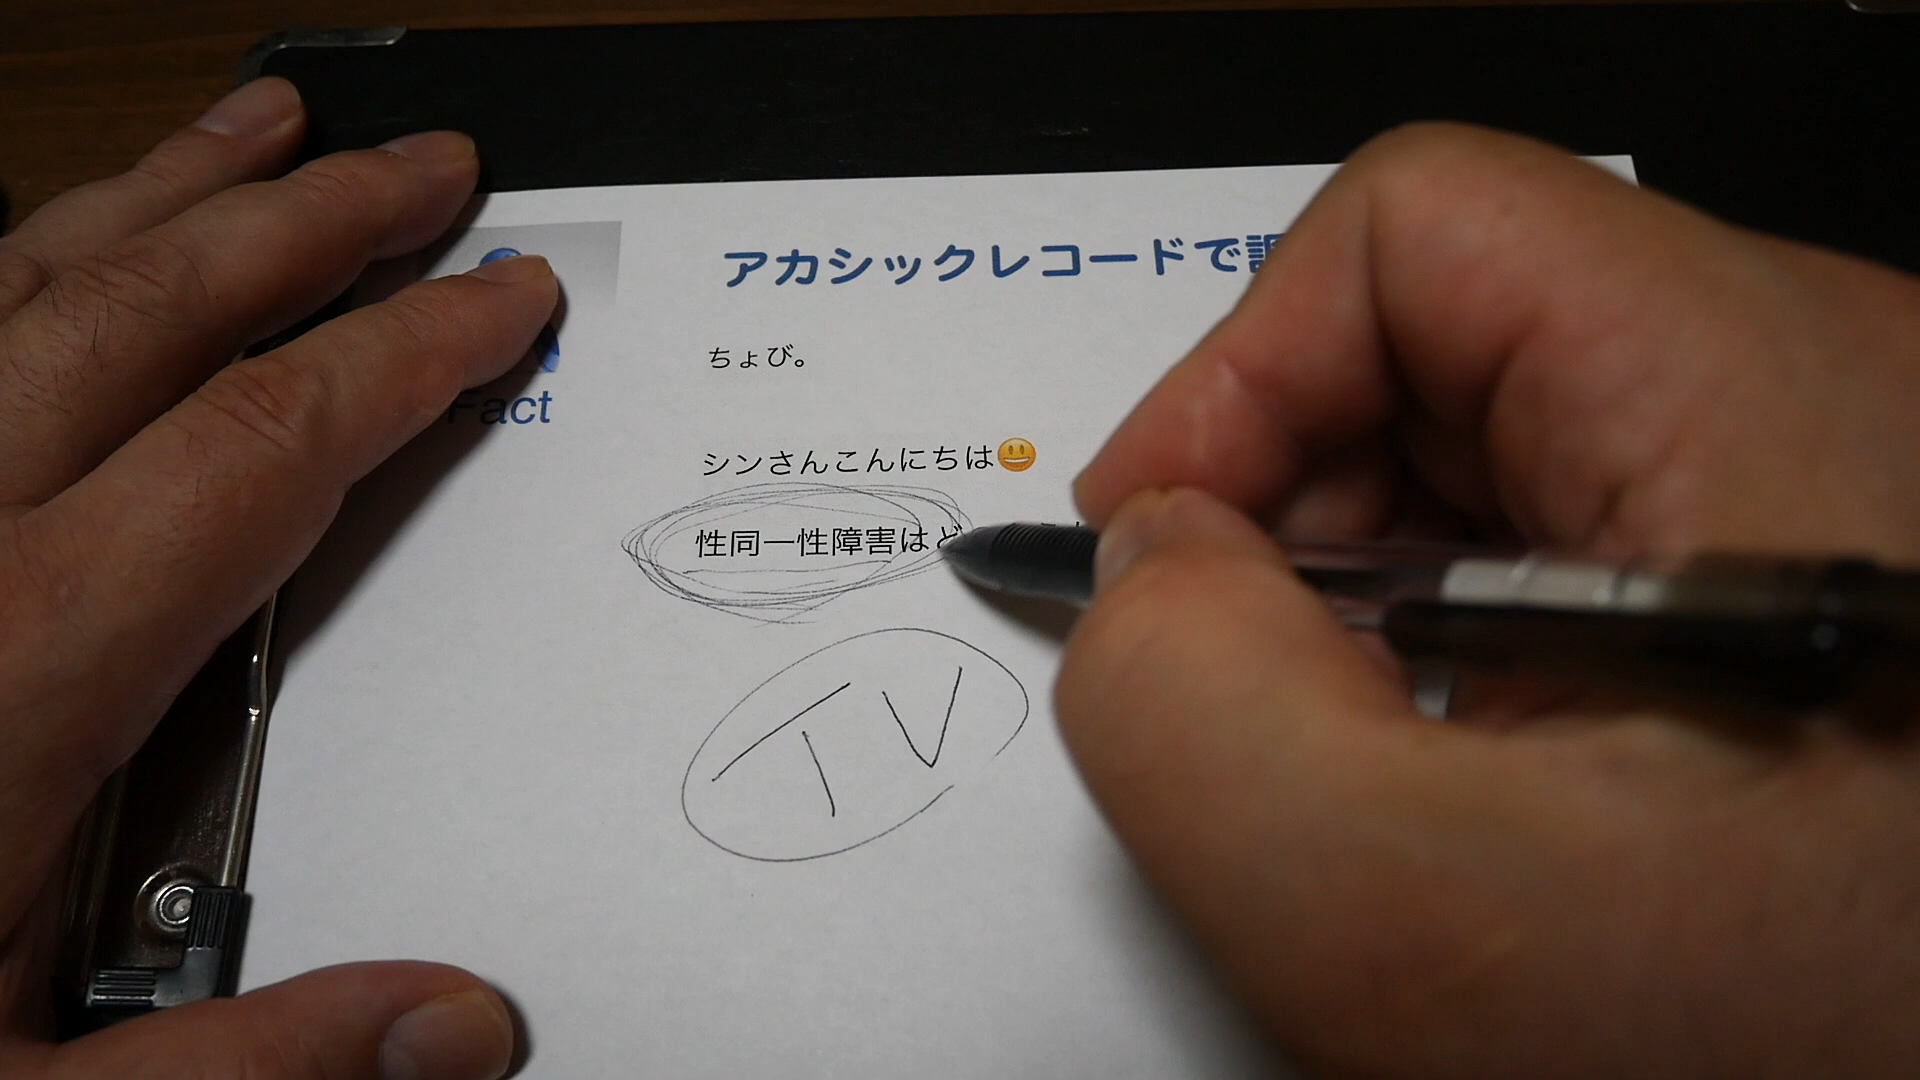 アカシックレコードで調
ちょび。
Fact
シンさんこんにちは😃
性同一性障害はど
TV